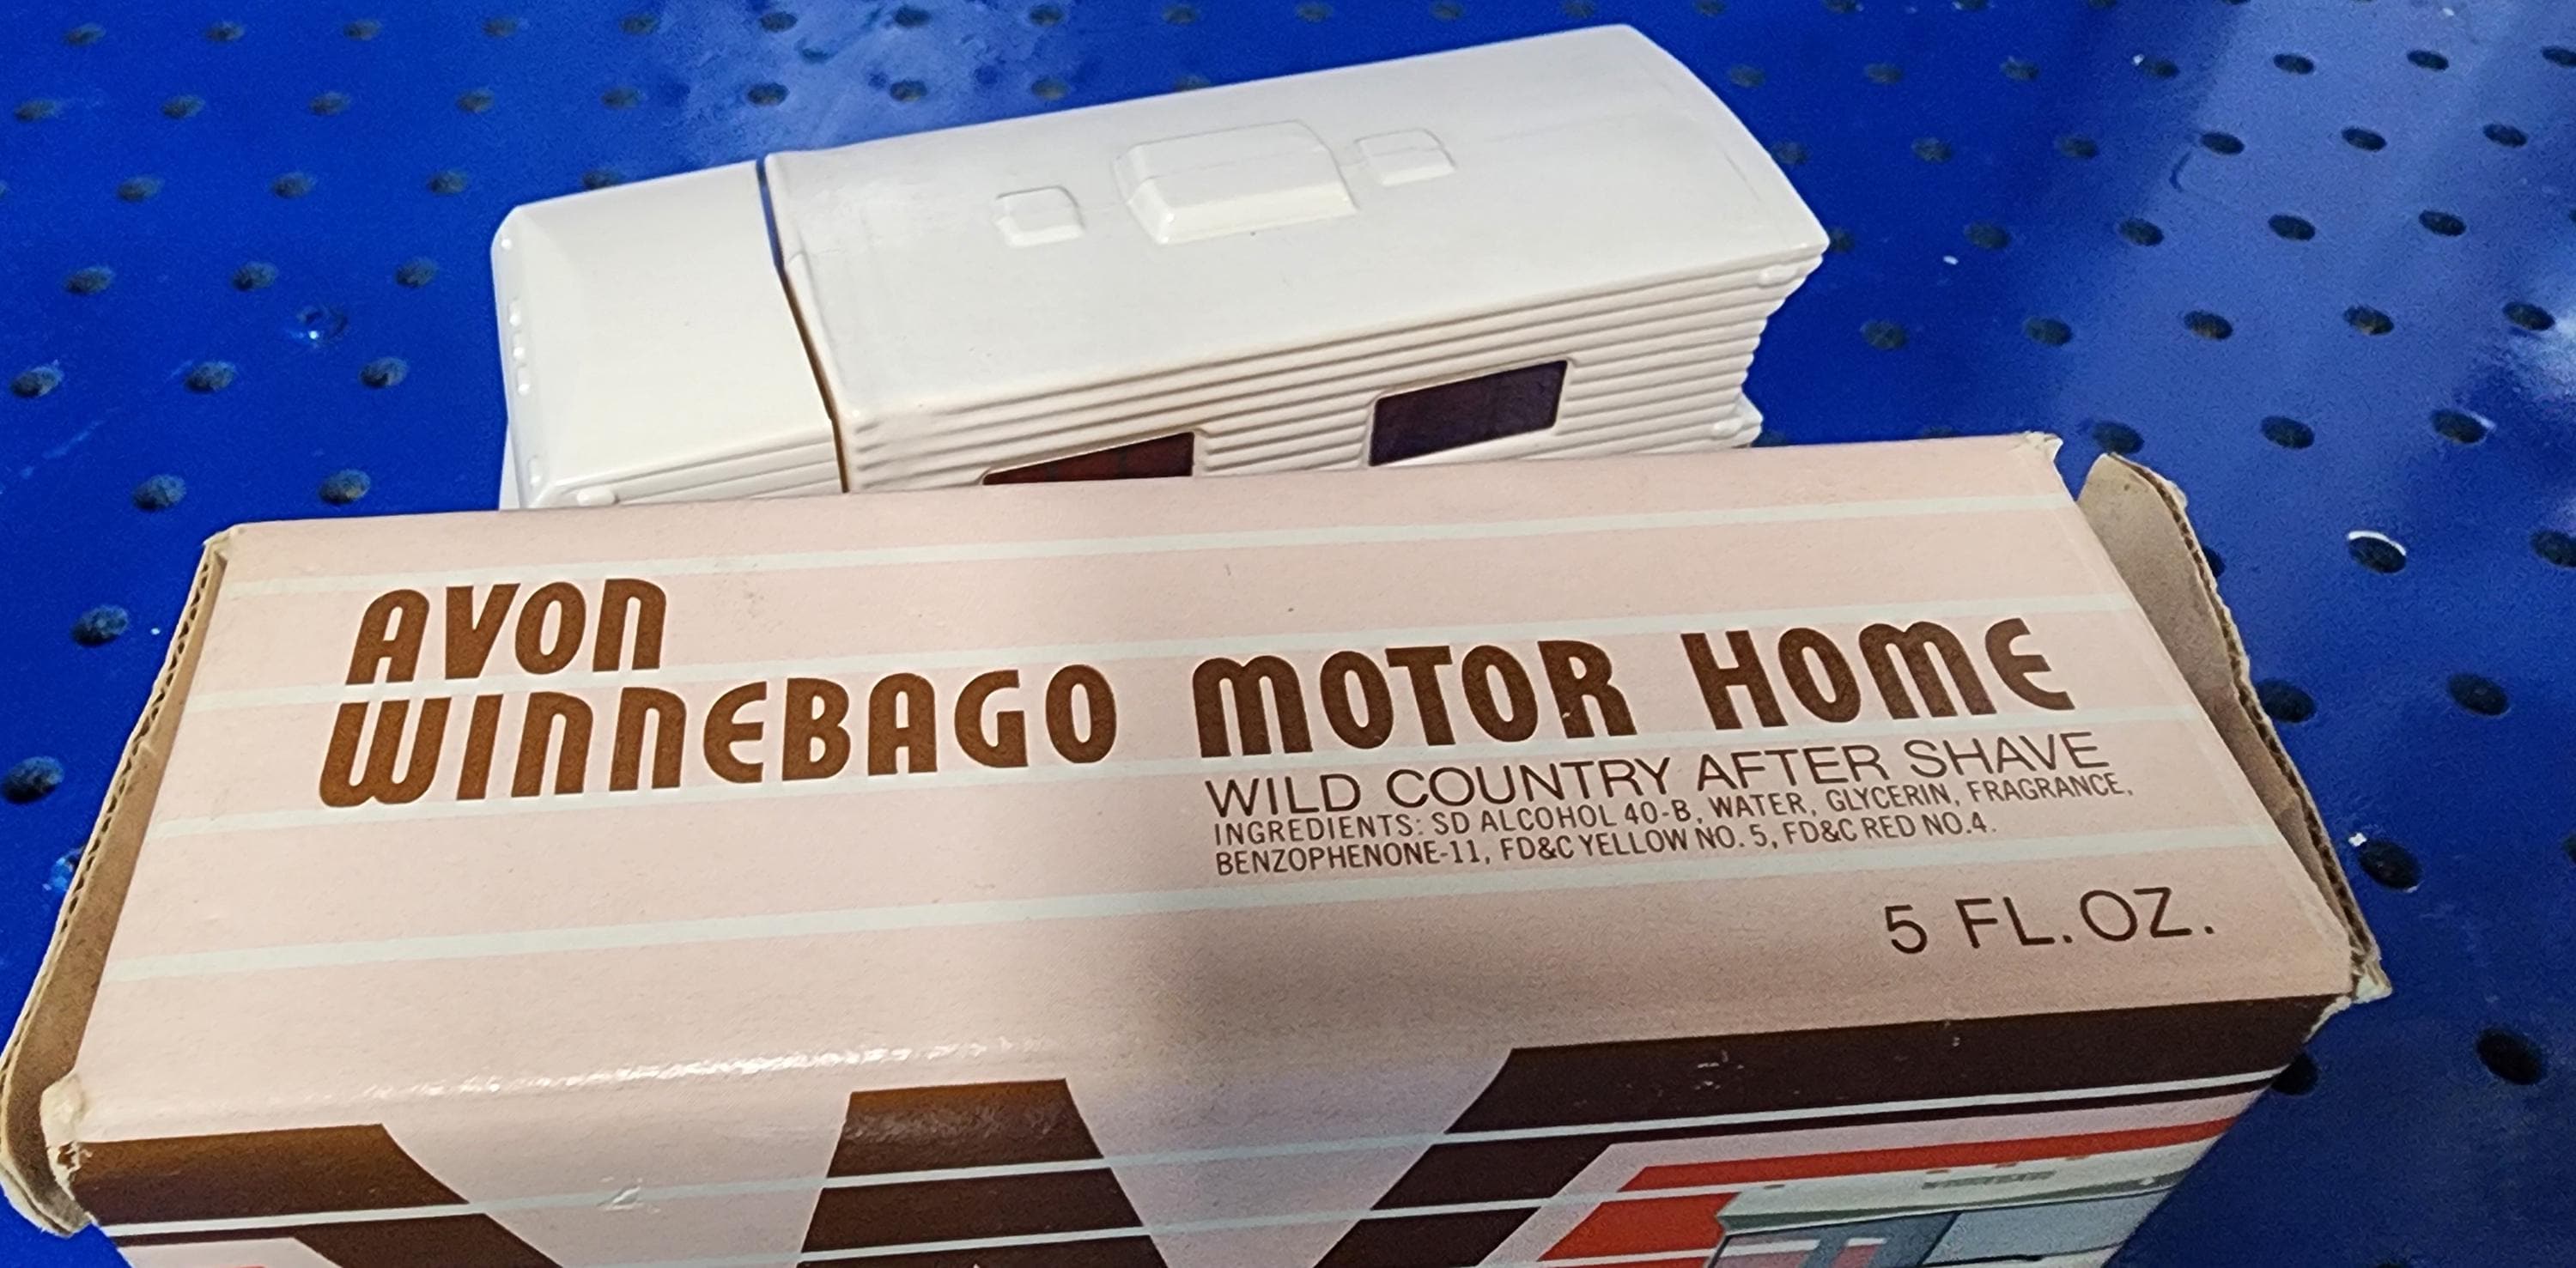 AVON
WINNEBAGO MOTOR HOME
WILD COUNTRY AFTER SHAVE
INGREDIENTS: SD ALCOHOL 40-B, WATER, GLYCERIN, FRAGRANCE,
BENZOPHENONE-11, FD&C YELLOW NO. 5, FD&C RED NO.4.
5 FL. OZ.